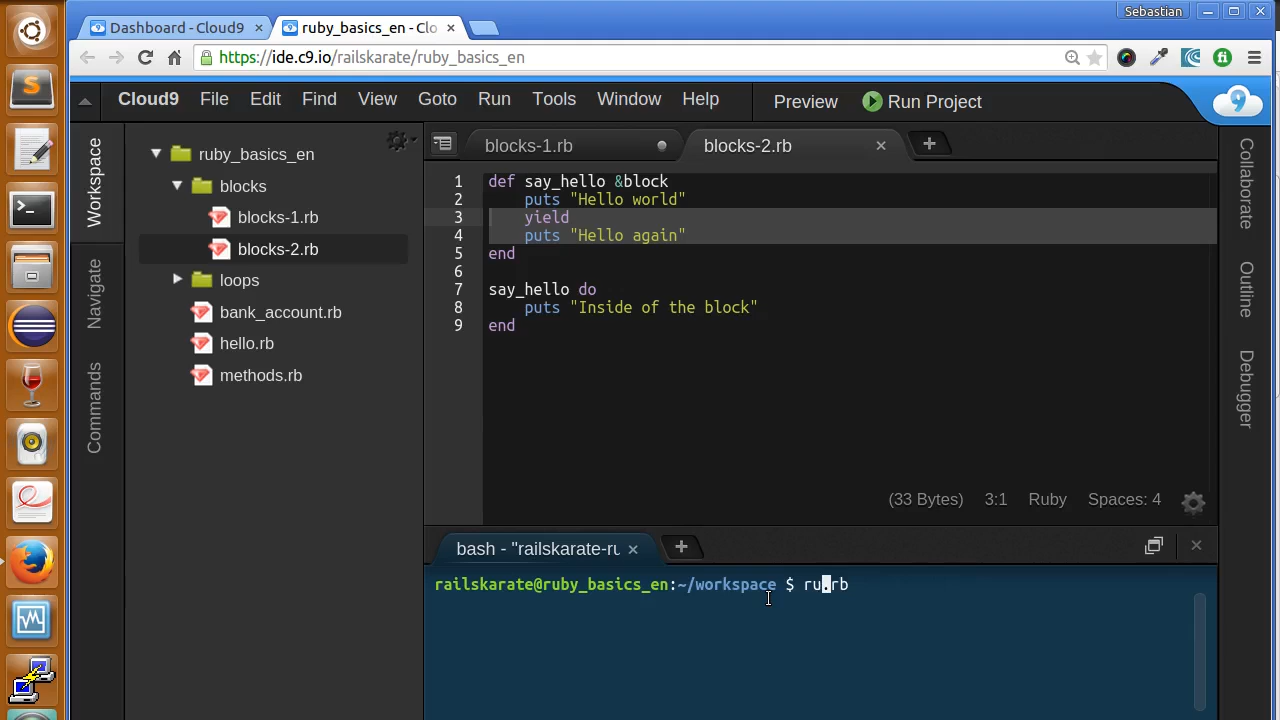 Sebastian
Dashboard - Cloud9
ruby_basics_en - Clo
https://ide.c9.io/railskarate/ruby_basics_en
Cloud9 File Edit Find View Goto Run Tools Window Help Preview Run Project
Workspace
Navigate
Commands
ruby_basics_en
blocks
blocks-1.rb
blocks-2.rb
loops
bank_account.rb
hello.rb
methods.rb
blocks-1.rb
blocks-2.rb
1 def say_hello &block
2 puts "Hello world"
3 yield
4 puts "Hello again"
5 end
6
7 say_hello do
8 puts "Inside of the block"
9 end
(33 Bytes) 3:1 Ruby Spaces: 4
Collaborate
Outline
Debugger
bash - "railskarate-ru
railskarate@ruby_basics_en:~/workspace $ ru.rb